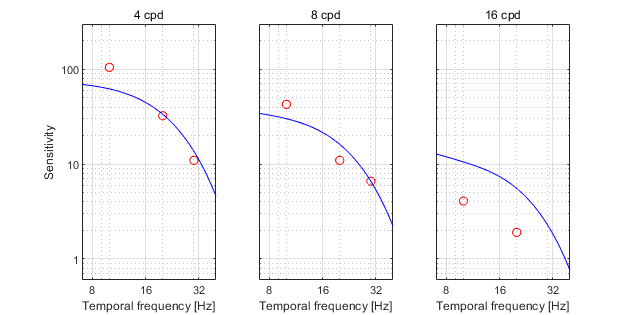 4 cpd
8 cpd
16 cpd
Sensitivity
100
10
1
8 16 32
8 16 32
8 16 32
Temporal frequency [Hz]
Temporal frequency [Hz]
Temporal frequency [Hz]